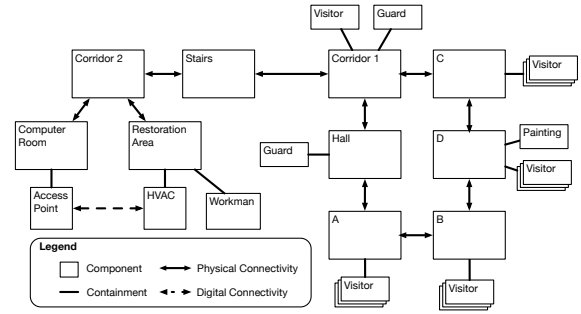 Visitor
Guard
Corridor 2
Stairs
Corridor 1
C
Visitor
Computer
Room
Restoration
Area
Guard
Hall
D
Painting
Visitor
Access
Point
HVAC
Workman
A
B
Visitor
Visitor
Legend
Component
Physical Connectivity
Containment
Digital Connectivity